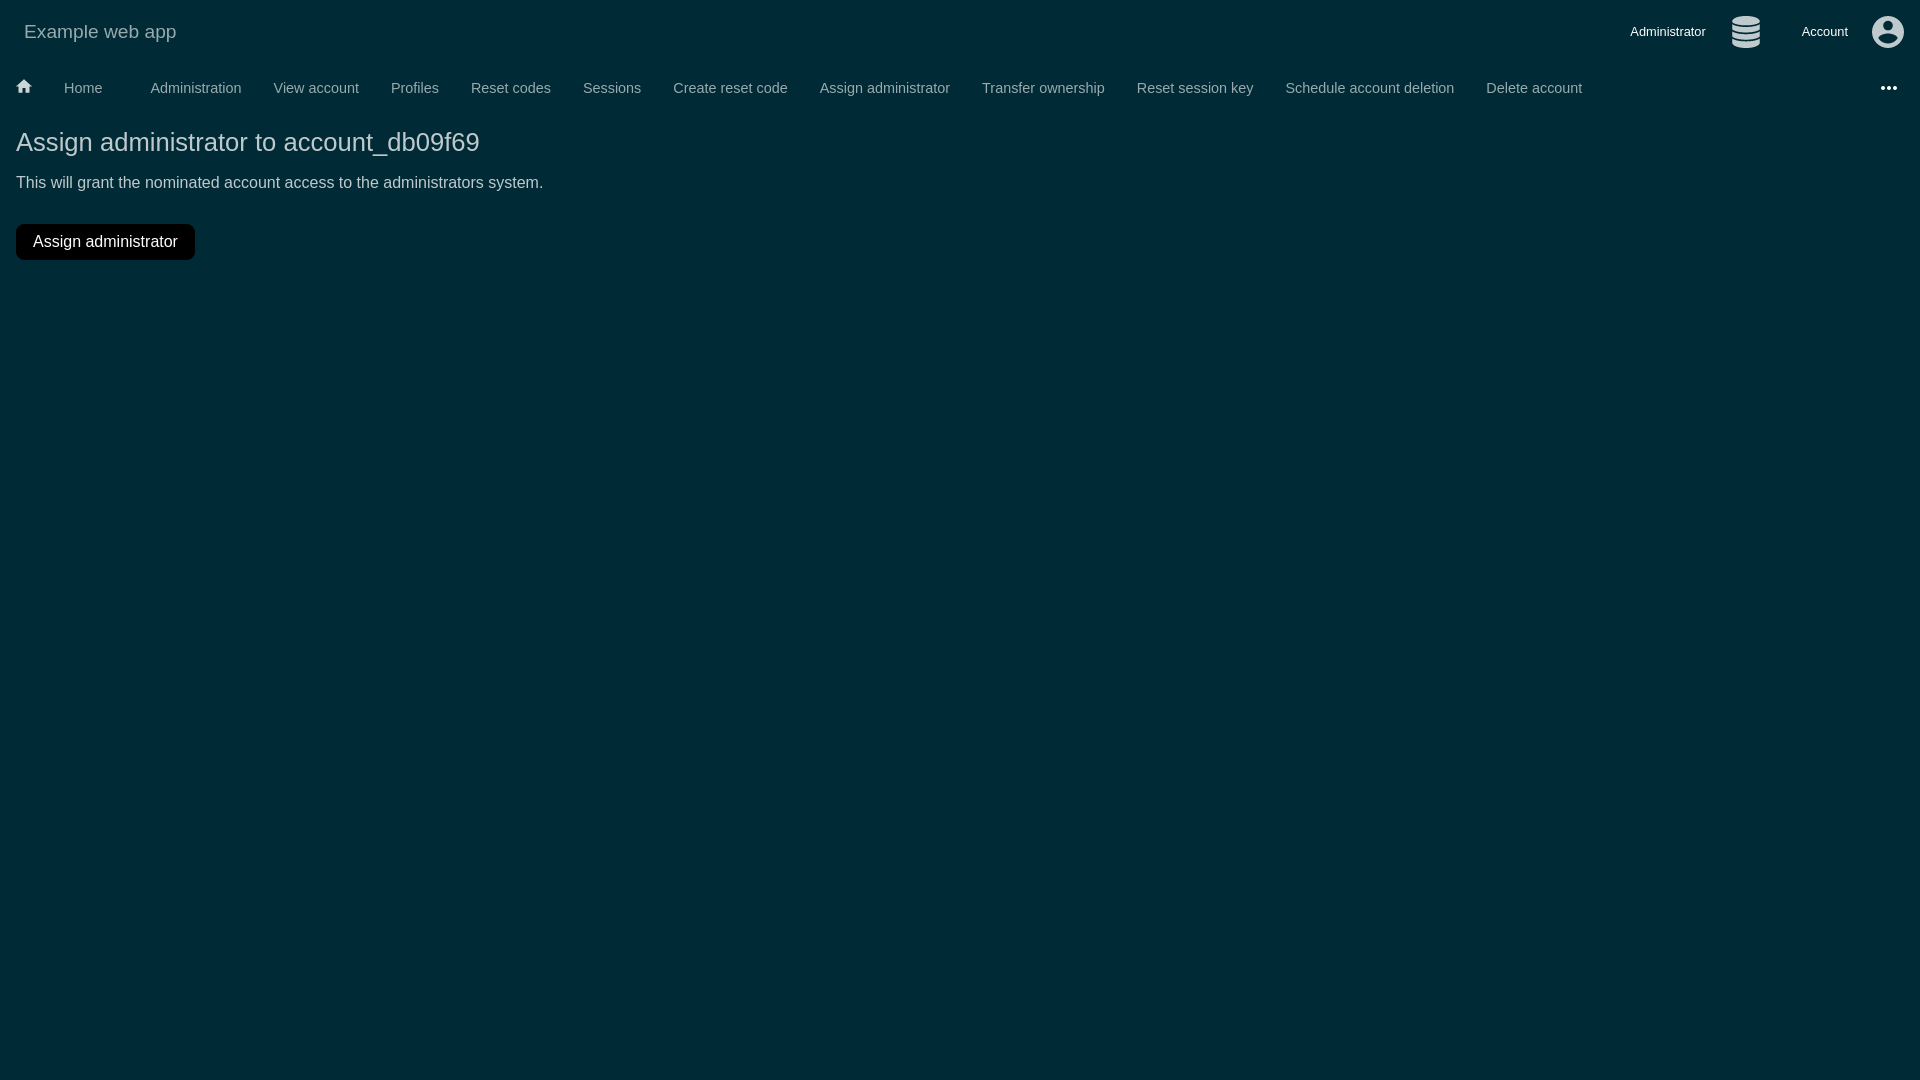 Example web app
Administrator
Account
Home
Administration
View account
Profiles
Reset codes
Sessions
Create reset code
Assign administrator
Transfer ownership
Reset session key
Schedule account deletion
Delete account
Assign administrator to account_db09f69
This will grant the nominated account access to the administrators system.
Assign administrator